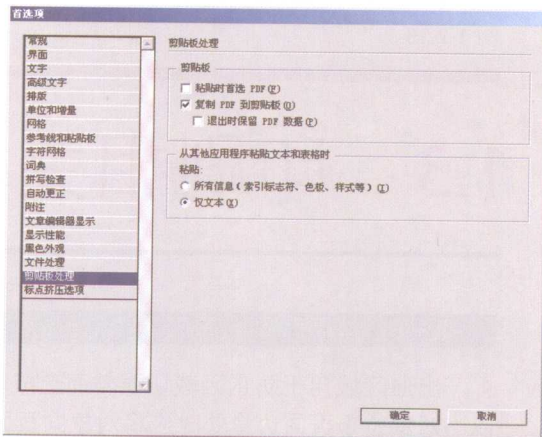 首选项
常规
界面
文字
高级文字
排版
单位和增量
网格
参考线和粘贴板
字符网格
词典
拼写检查
自动更正
附注
文章编辑器显示
显示性能
黑色外观
文件处理
剪贴板处理
标点挤压选项
剪贴板处理
剪贴板
粘贴时首选 PDF(F)
复制 PDF 到剪贴板(O)
退出时保留 PDF 数据(P)
从其他应用程序粘贴文本和表格时
粘贴:
所有信息(索引标志符、色板、样式等)(I)
仅文本(X)
确定
取消